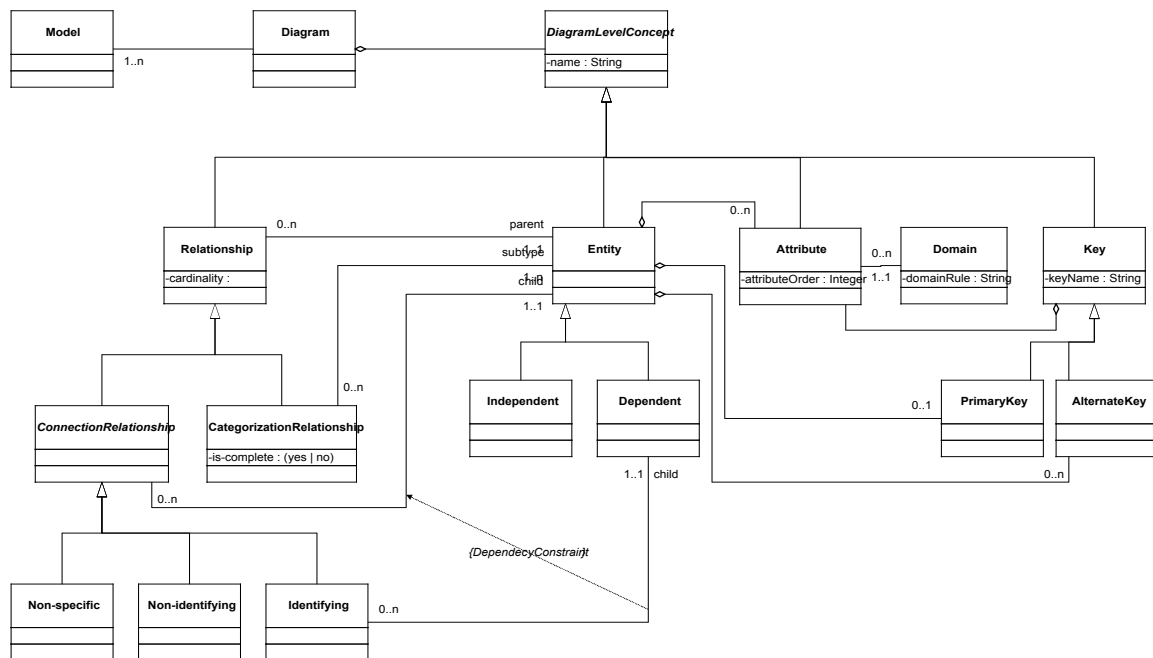 Model
Diagram
DiagramLevelConcept
-name : String
1..n
0..n
parent
1..1
subtype
1..n
child
1..1
0..n
Relationship
-cardinality :
Entity
Attribute
-attributeOrder : Integer
0..n
1..1
Domain
-domainRule : String
Key
-keyName : String
0..n
ConnectionRelationship
CategorizationRelationship
-is-complete : (yes | no)
Independent
Dependent
0..1
PrimaryKey
AlternateKey
0..n
1..1 child
0..n
{DependecyConstraint}
Non-specific
Non-identifying
Identifying
0..n